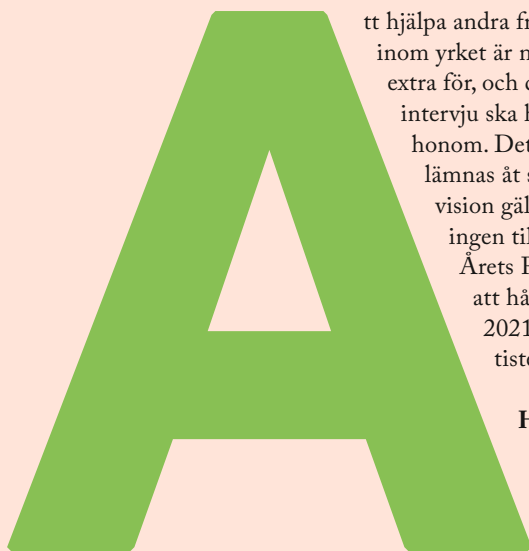 A
tt hjälpa andra fr
inom yrket är n
extra för, och
intervju ska h
honom. Det
lämnas åt s
vision gäl
ingen til
Årets
att hå
2021
tist
H